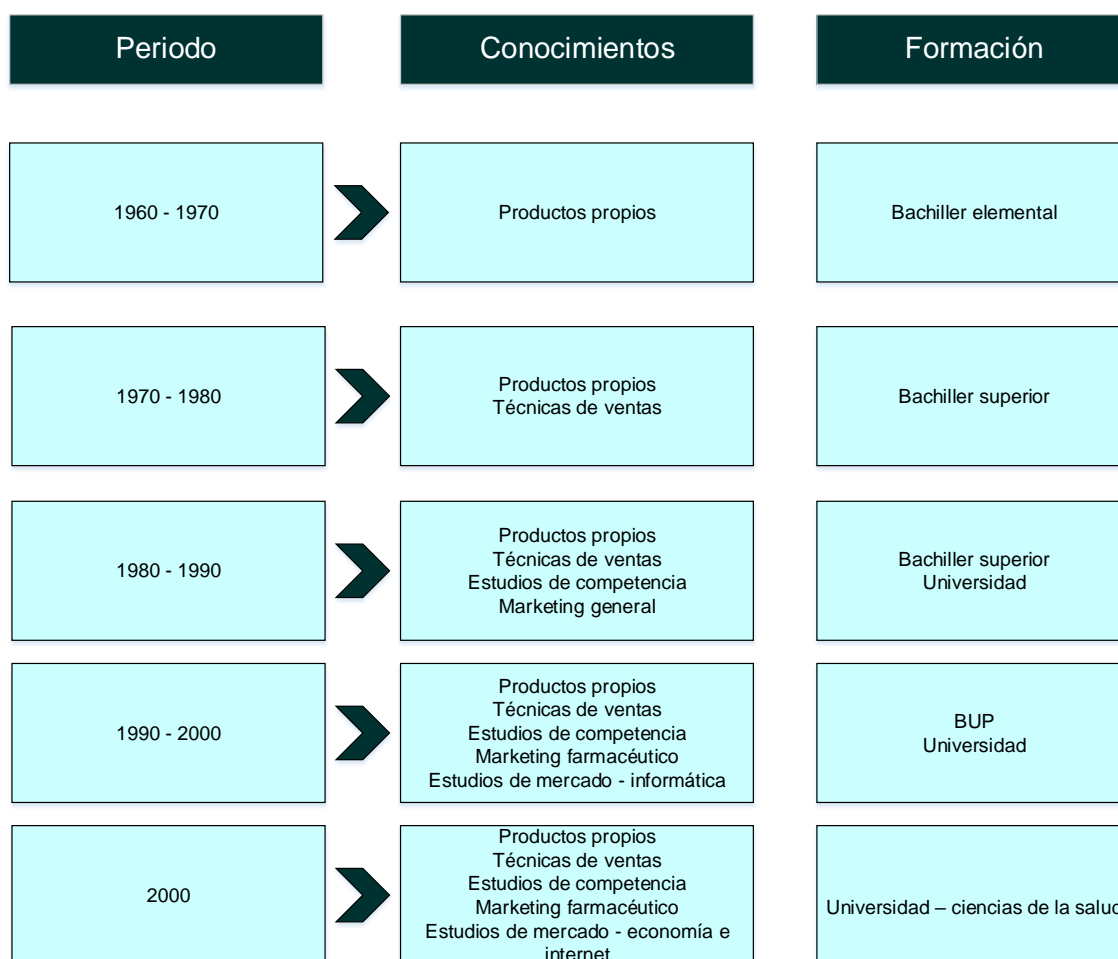 Periodo
Conocimientos
Formación
1960 - 1970
Productos propios
Bachiller elemental
1970 - 1980
Productos propios
Técnicas de ventas
Bachiller superior
1980 - 1990
Productos propios
Técnicas de ventas
Estudios de competencia
Marketing general
Bachiller superior
Universidad
1990 - 2000
Productos propios
Técnicas de ventas
Estudios de competencia
Marketing farmacéutico
Estudios de mercado - informática
BUP
Universidad
2000
Productos propios
Técnicas de ventas
Estudios de competencia
Marketing farmacéutico
Estudios de mercado - economía e
internet
Universidad – ciencias de la salud